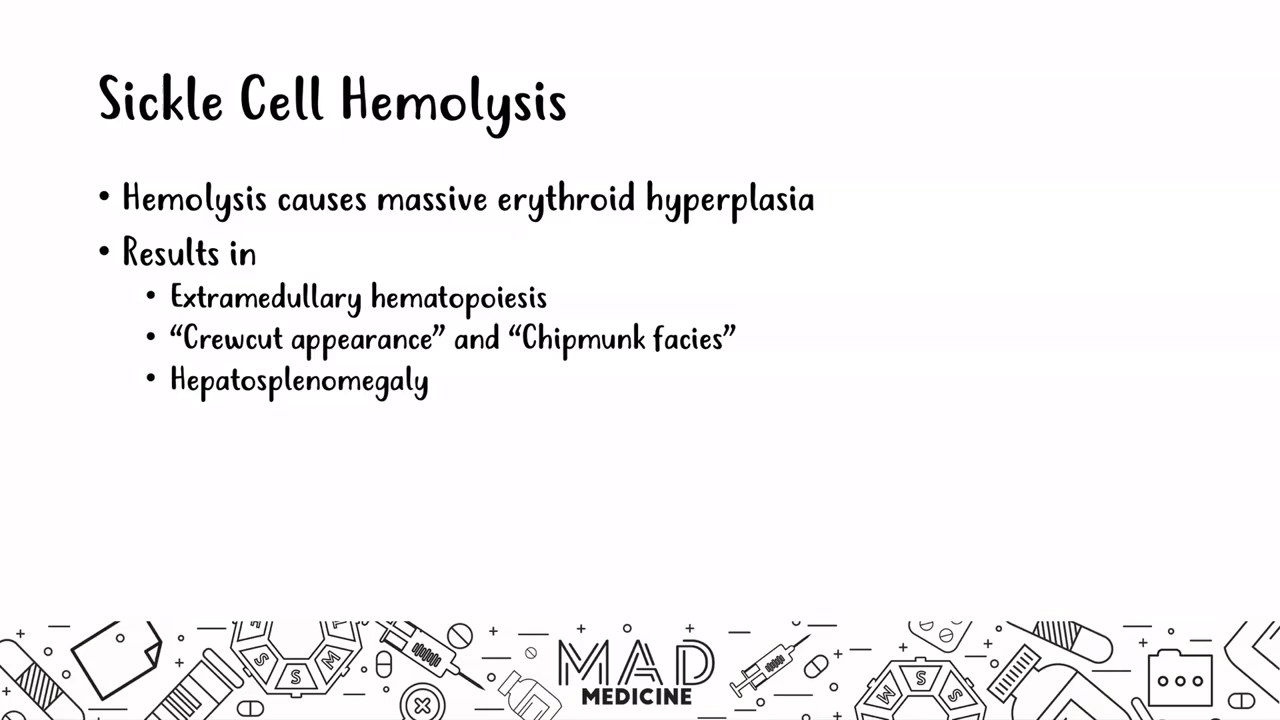 Sickle Cell Hemolysis
• Hemolysis causes massive erythroid hyperplasia
• Results in
• Extramedullary hematopoiesis
• “Crewcut appearance” and “Chipmunk facies”
• Hepatosplenomegaly
S
S
M
M
S
S
MAD
MEDICINE